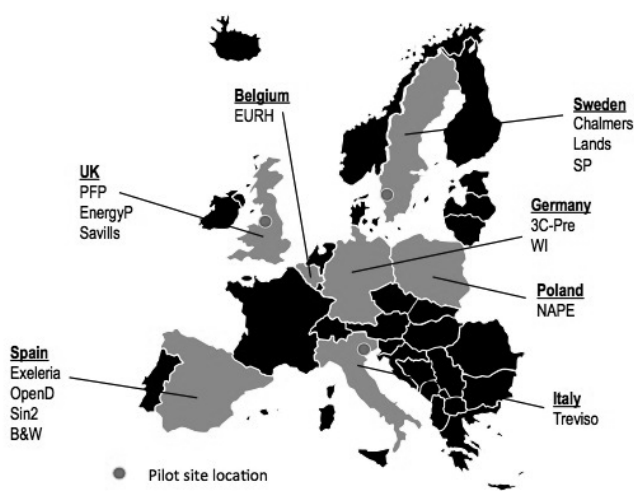 Belgium
EURH
Sweden
Chalmers
Lands
SP
UK
PFP
EnergyP
Savills
Germany
3C-Pre
WI
Poland
NAPE
Spain
Exeleria
OpenD
Sin2
B&W
Italy
Treviso
Pilot site location